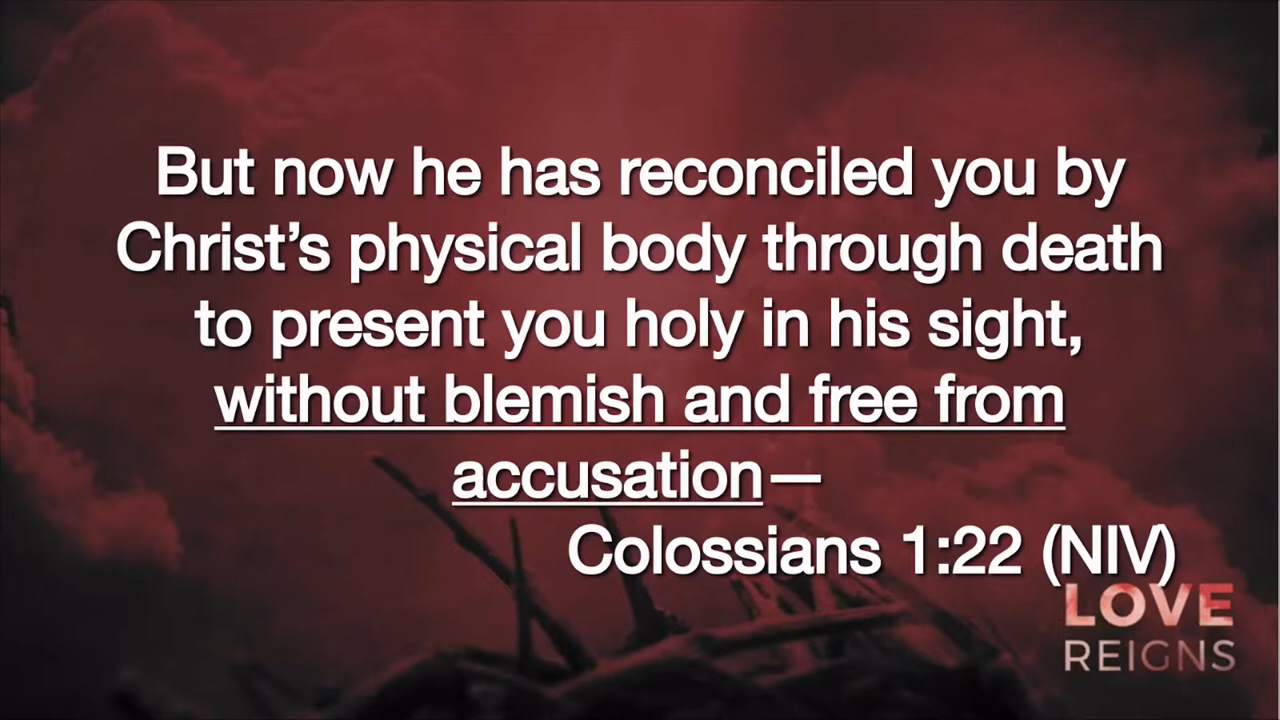 But now he has reconciled you by
Christ’s physical body through death
to present you holy in his sight,
without blemish and free from
accusation—
Colossians 1:22 (NIV)
LOVE
REIGNS